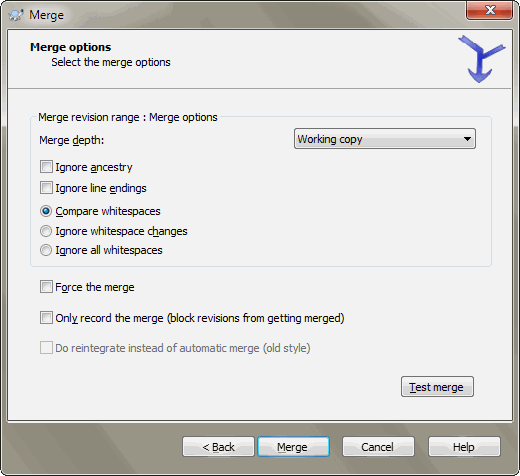 Merge
Merge options
Select the merge options
Merge revision range : Merge options
Merge depth:
Working copy
Ignore ancestry
Ignore line endings
Compare whitespaces
Ignore whitespace changes
Ignore all whitespaces
Force the merge
Only record the merge (block revisions from getting merged)
Do reintegrate instead of automatic merge (old style)
Test merge
< Back
Merge
Cancel
Help